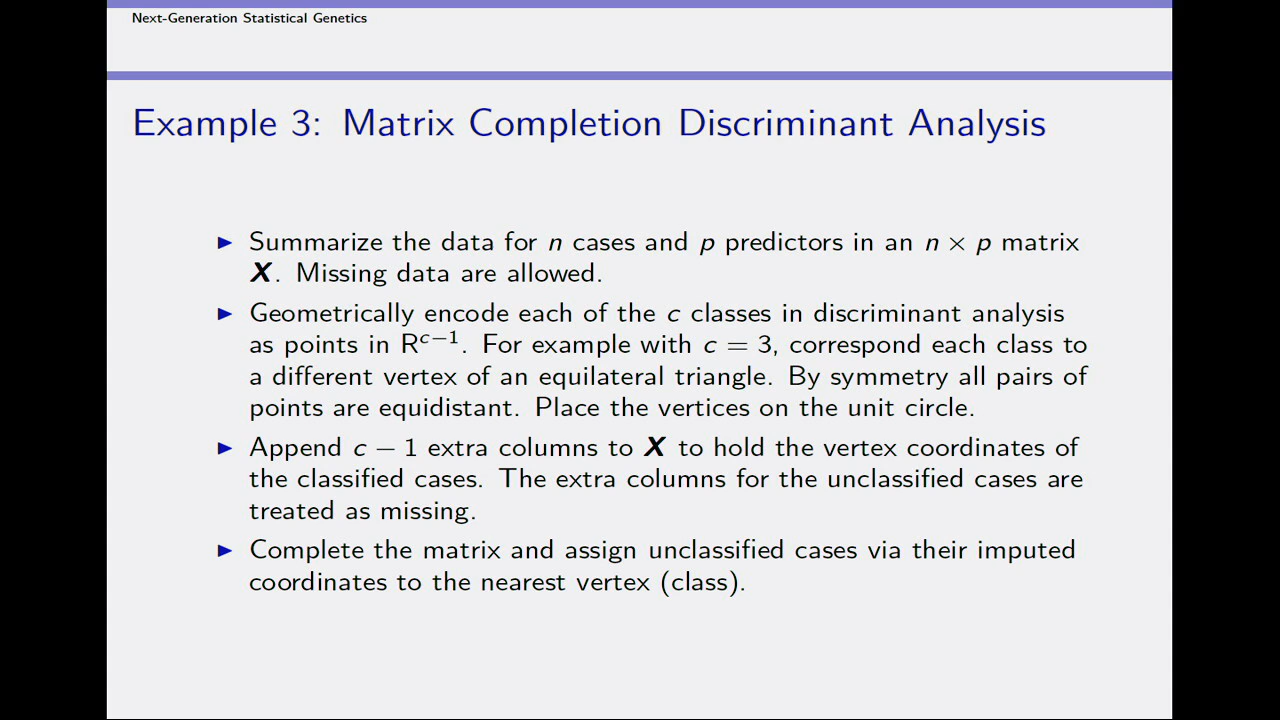 Next-Generation Statistical Genetics
Example 3: Matrix Completion Discriminant Analysis
▶ Summarize the data for n cases and p predictors in an n × p matrix
X. Missing data are allowed.
▶ Geometrically encode each of the c classes in discriminant analysis
as points in R^{c−1}. For example with c = 3, correspond each class to
a different vertex of an equilateral triangle. By symmetry all pairs of
points are equidistant. Place the vertices on the unit circle.
▶ Append c − 1 extra columns to X to hold the vertex coordinates of
the classified cases. The extra columns for the unclassified cases are
treated as missing.
▶ Complete the matrix and assign unclassified cases via their imputed
coordinates to the nearest vertex (class).